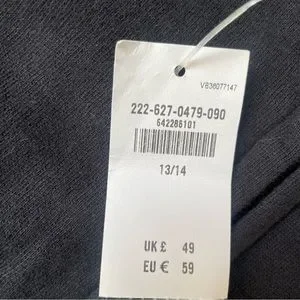 VB36077147
222-627-0479-090
642286101
13/14
UK £ 49
EU € 59